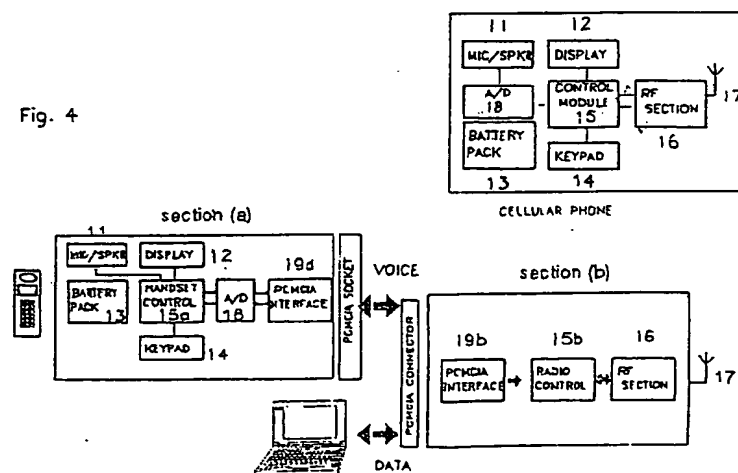 Fig. 4
11
12
MIC/SPKR
DISPLAY
A/D
18
CONTROL
MODULE
15
RF
SECTION
17
16
BATTERY
PACK
KEYPAD
13
14
CELLULAR PHONE
section (a)
11
MIC/SPKR
DISPLAY
12
19a
BATTERY
PACK
13
HANDSET
CONTROL
15a
A/D
18
PCMCIA
INTERFACE
KEYPAD
14
PCMCIA SOCKET
VOICE
DATA
PCMCIA CONNECTOR
section (b)
19b
15b
16
PCMCIA
INTERFACE
RADIO
CONTROL
RF
SECTION
17